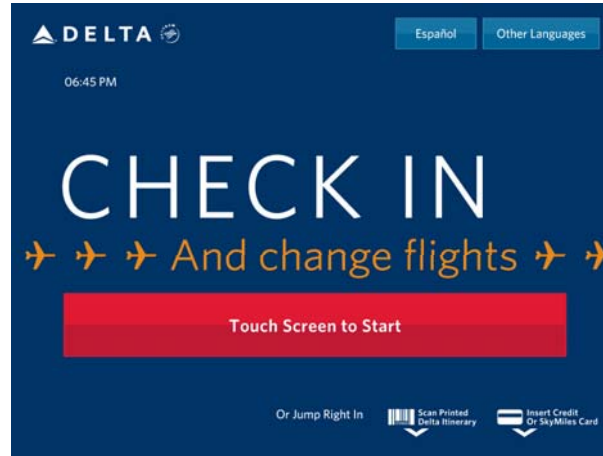 DELTA
Español
Other Languages
06:45 PM
CHECK IN
And change flights
Touch Screen to Start
Or Jump Right In
Scan Printed
Delta Itinerary
Insert Credit
Or SkyMiles Card